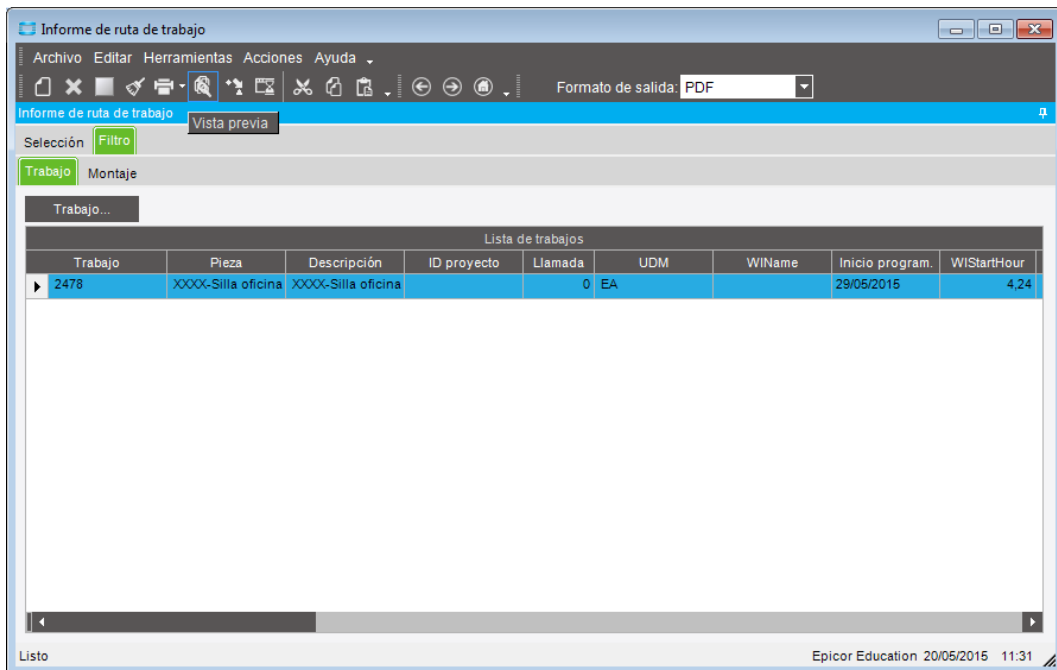 Informe de ruta de trabajo
Archivo Editar Herramientas Acciones Ayuda
Formato de salida: PDF
Informe de ruta de trabajo
Vista previa
Selección Filtro
Trabajo Montaje
Trabajo...
Lista de trabajos
Trabajo Pieza Descripción ID proyecto Llamada UDM WIName Inicio program. WIStartHour
2478 XXXX-Silla oficina XXXX-Silla oficina 0 EA 29/05/2015 4,24
Listo Epicor Education 20/05/2015 11:31